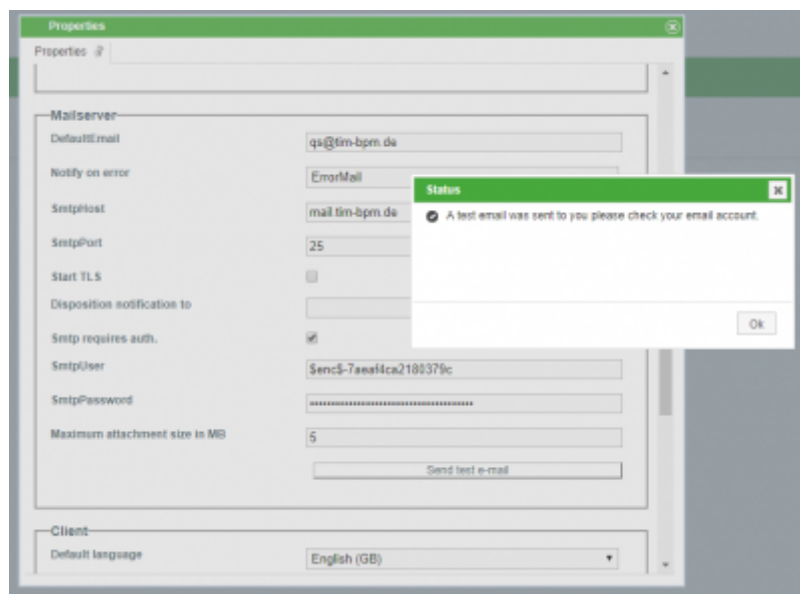 Properties
Properties
Mailserver
DefaultEmail
qs@tim-bpm.de
Notify on error
ErrorMail
Status
A test email was sent to you please check your email account.
SmtpHost
mail.tim-bpm.de
SmtpPort
25
Start TLS
Disposition notification to
Ok
Smtp requires auth.
SmtpUser
$enc$-7aeaf4ca2180379c
SmtpPassword
Maximum attachment size in MB
5
Send test e-mail
Client
Default language
English (GB)